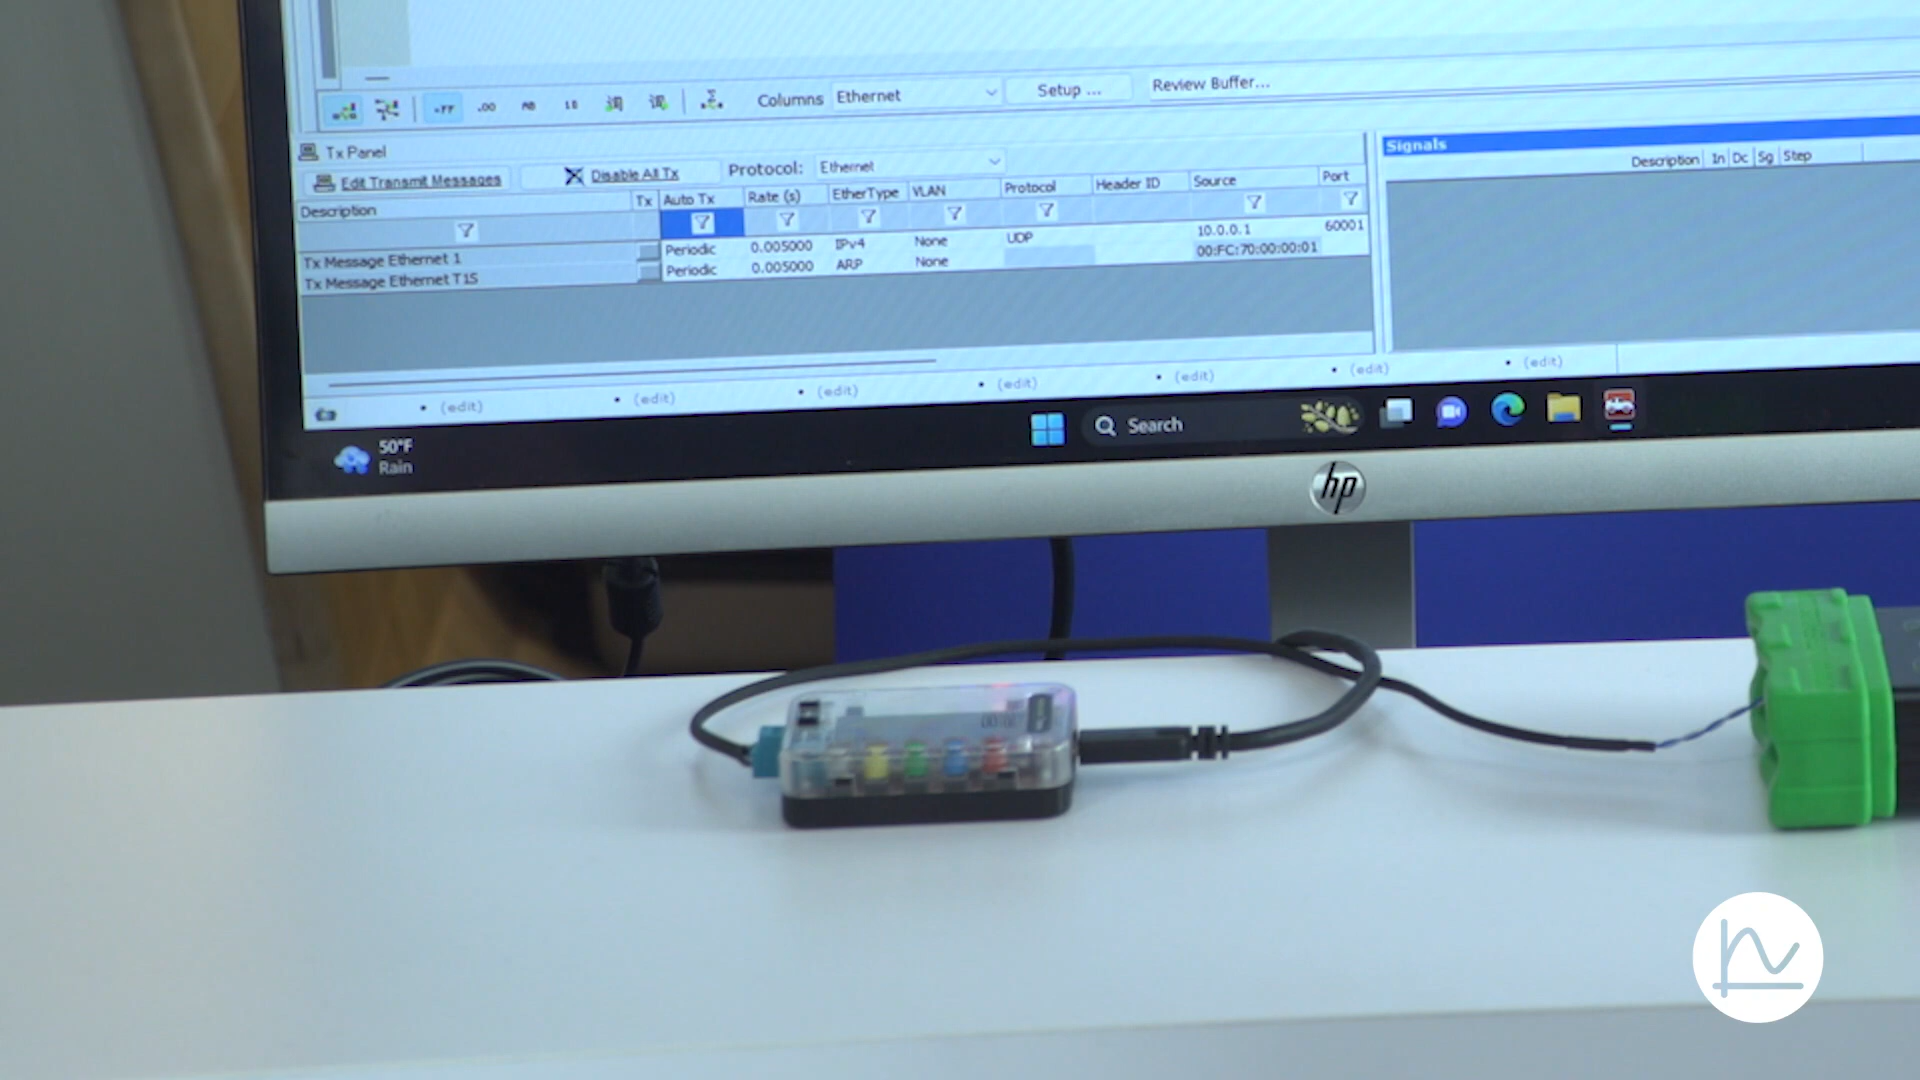 .00
Columns Ethernet Setup ... Review Buffer...
Tx Panel
Edit Transmit Messages Disable All Tx Protocol: Ethernet
Description Tx Auto Tx Rate (s) EtherType VLAN Protocol Header ID Source Port
Tx Message Ethernet 1 Periodic 0.005000 IPv4 None UDP 10.0.0.1 60001
Tx Message Ethernet T1S Periodic 0.005000 ARP None 00:FC:70:00:00:01
Signals
Description In Dc Sg Step
(edit) (edit) (edit) (edit) (edit) (edit) (edit)
50°F
Rain
Search
hp